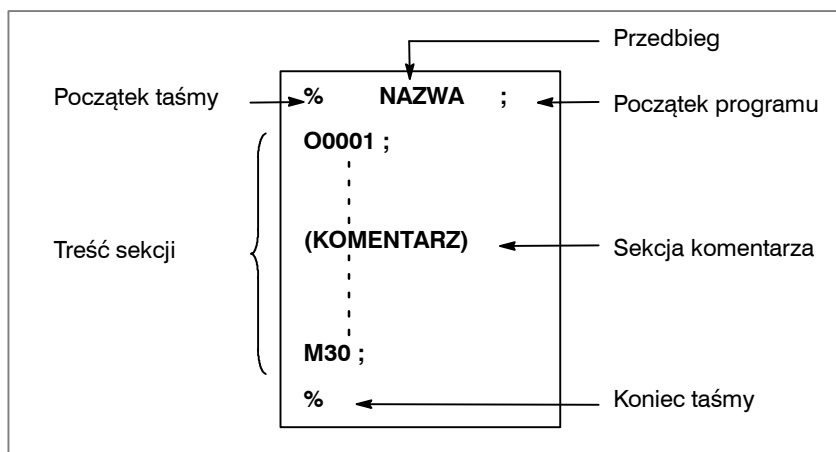 Przedbieg
Początek taśmy
% NAZWA ;
Początek programu
O0001 ;
Treść sekcji
(KOMENTARZ)
Sekcja komentarza
M30 ;
%
Koniec taśmy